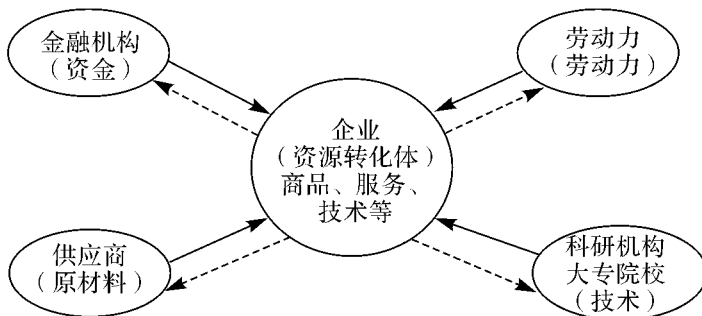 金融机构
（资金）
劳动力
（劳动力）
企业
（资源转化体）
商品、服务、
技术等
供应商
（原材料）
科研机构
大专院校
（技术）